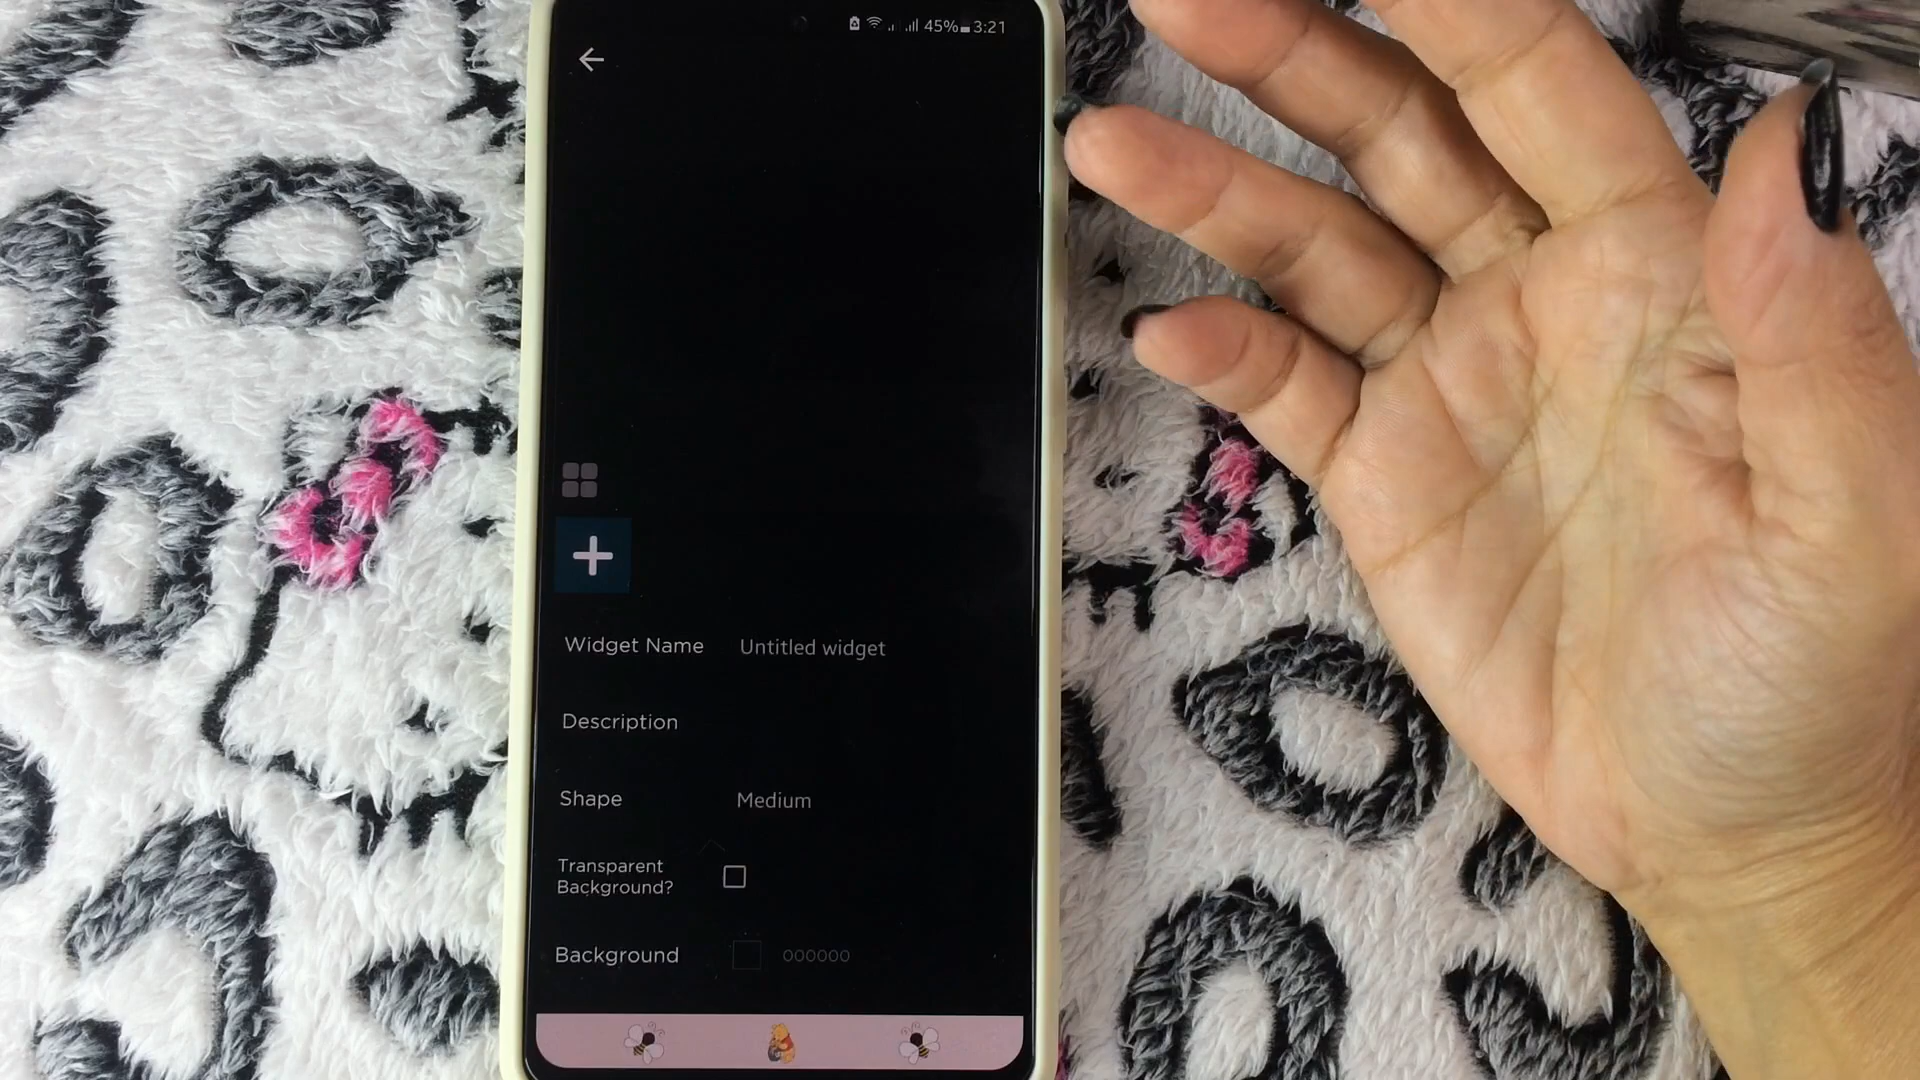 45% 3:21
Widget Name Untitled widget
Description
Shape Medium
Transparent
Background?
Background 000000